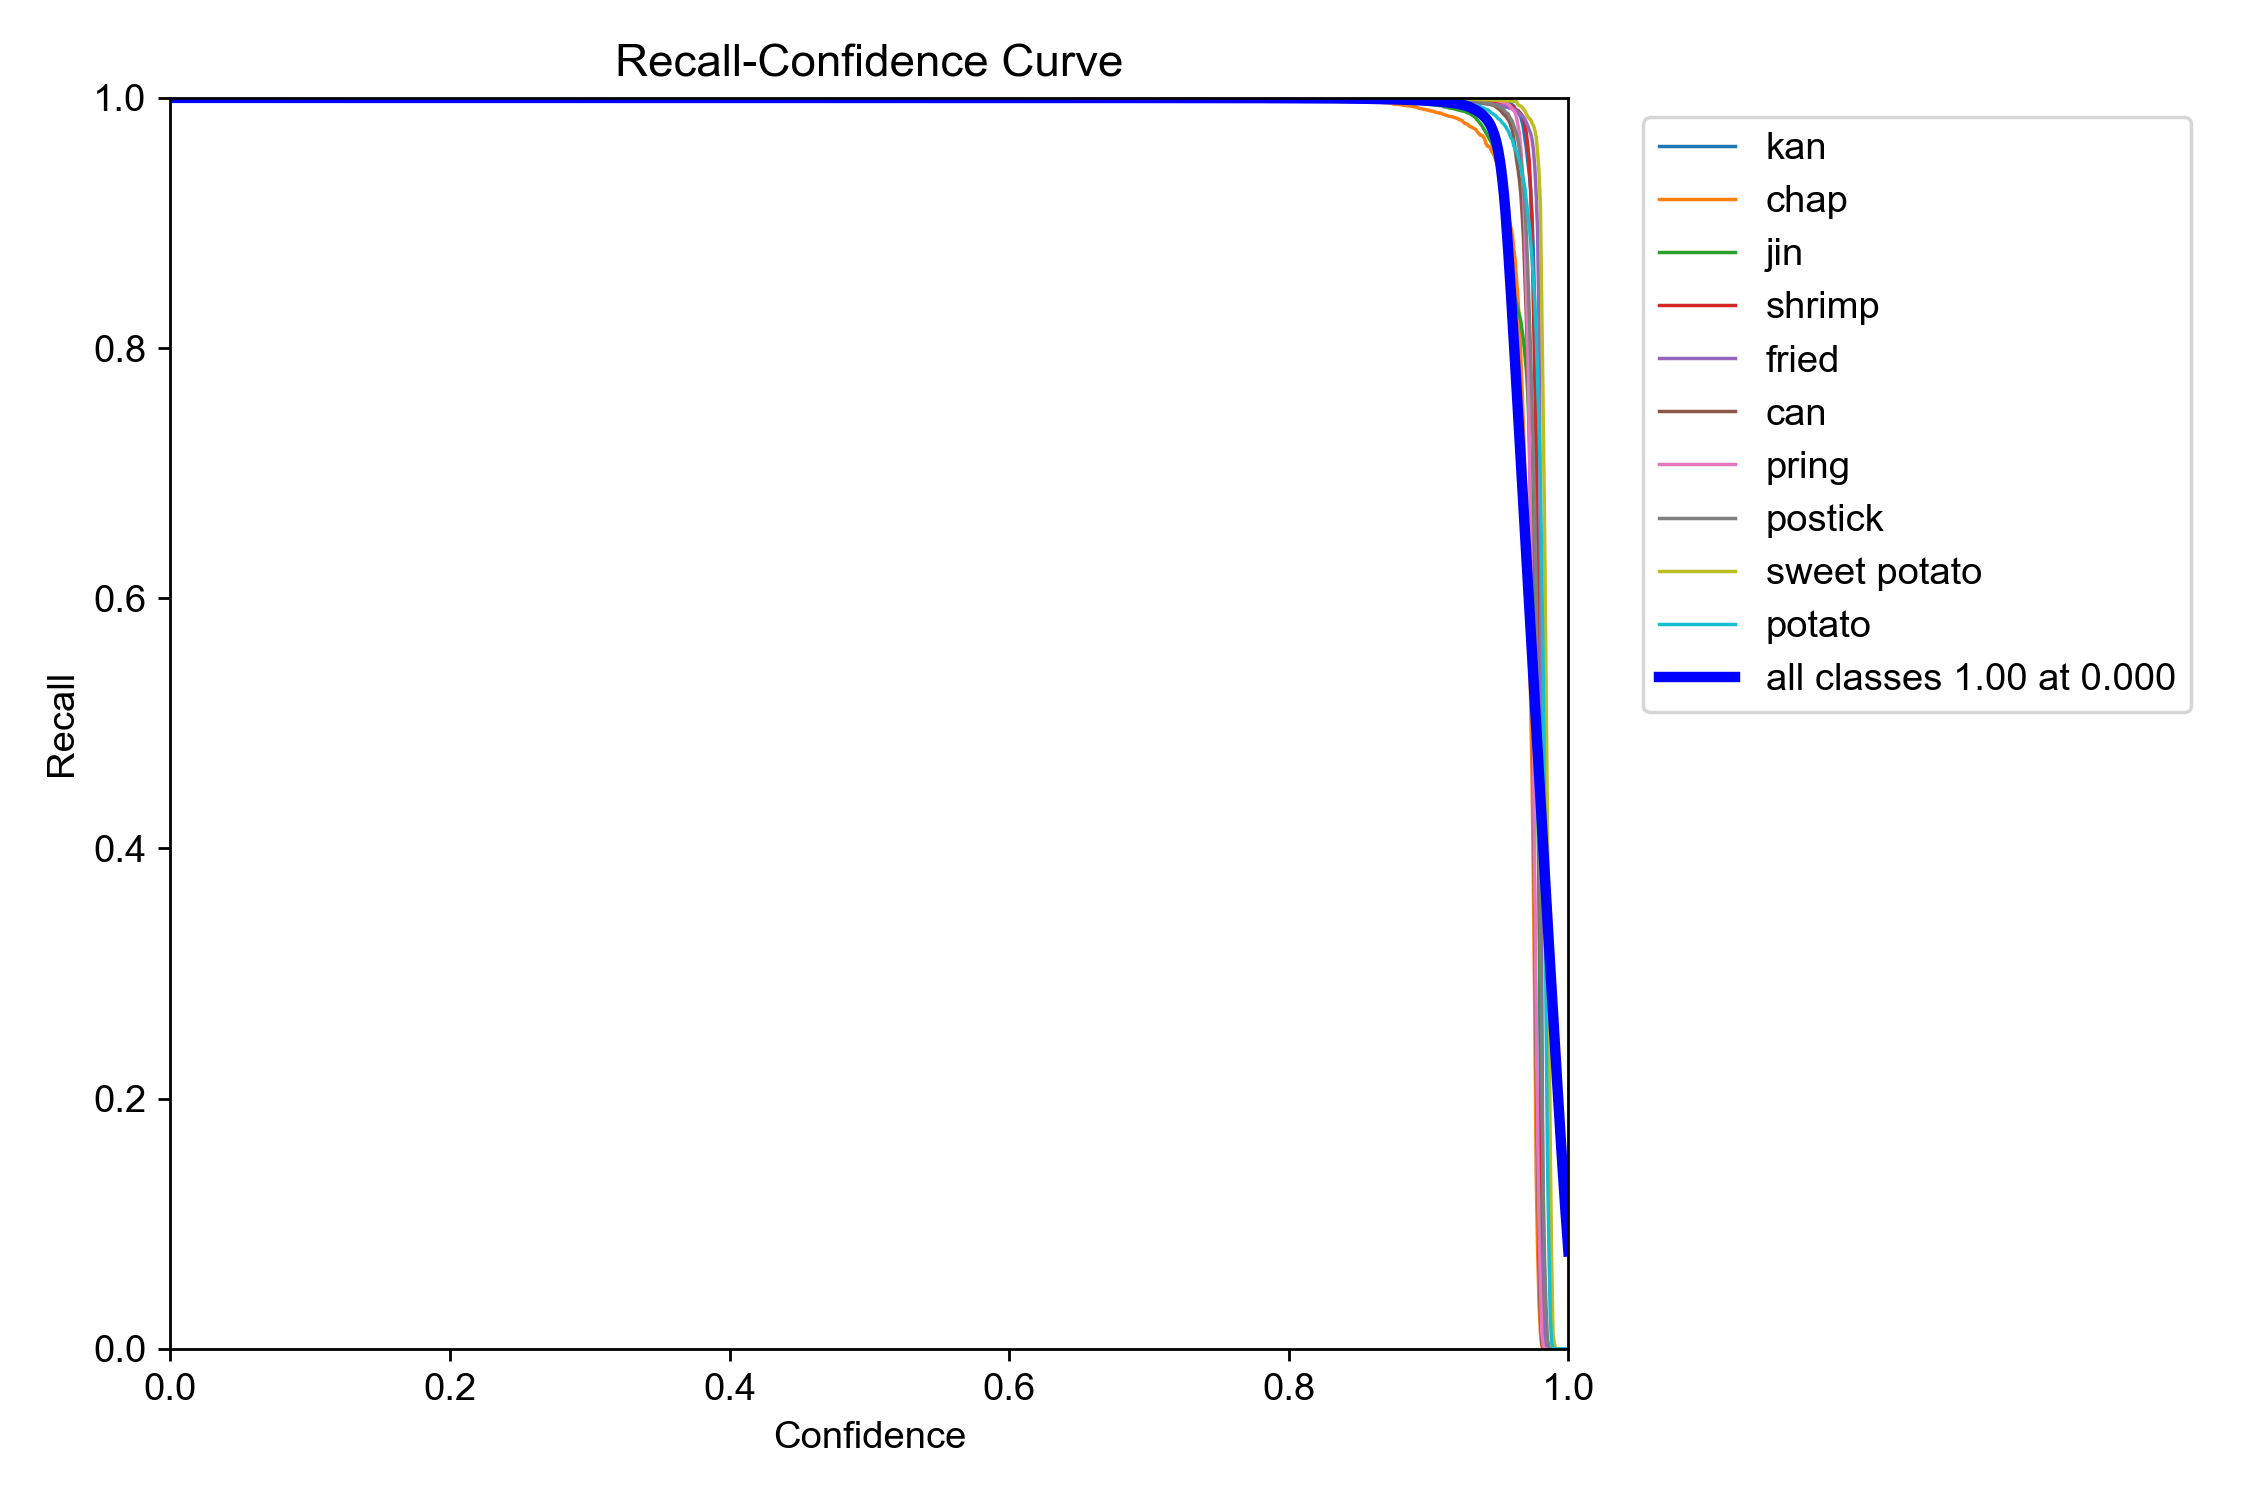 Recall-Confidence Curve
1.0
0.8
0.6
0.4
0.2
0.0
Recall
0.0 0.2 0.4 0.6 0.8 1.0
Confidence
kan
chap
jin
shrimp
fried
can
pring
postick
sweet potato
potato
all classes 1.00 at 0.000